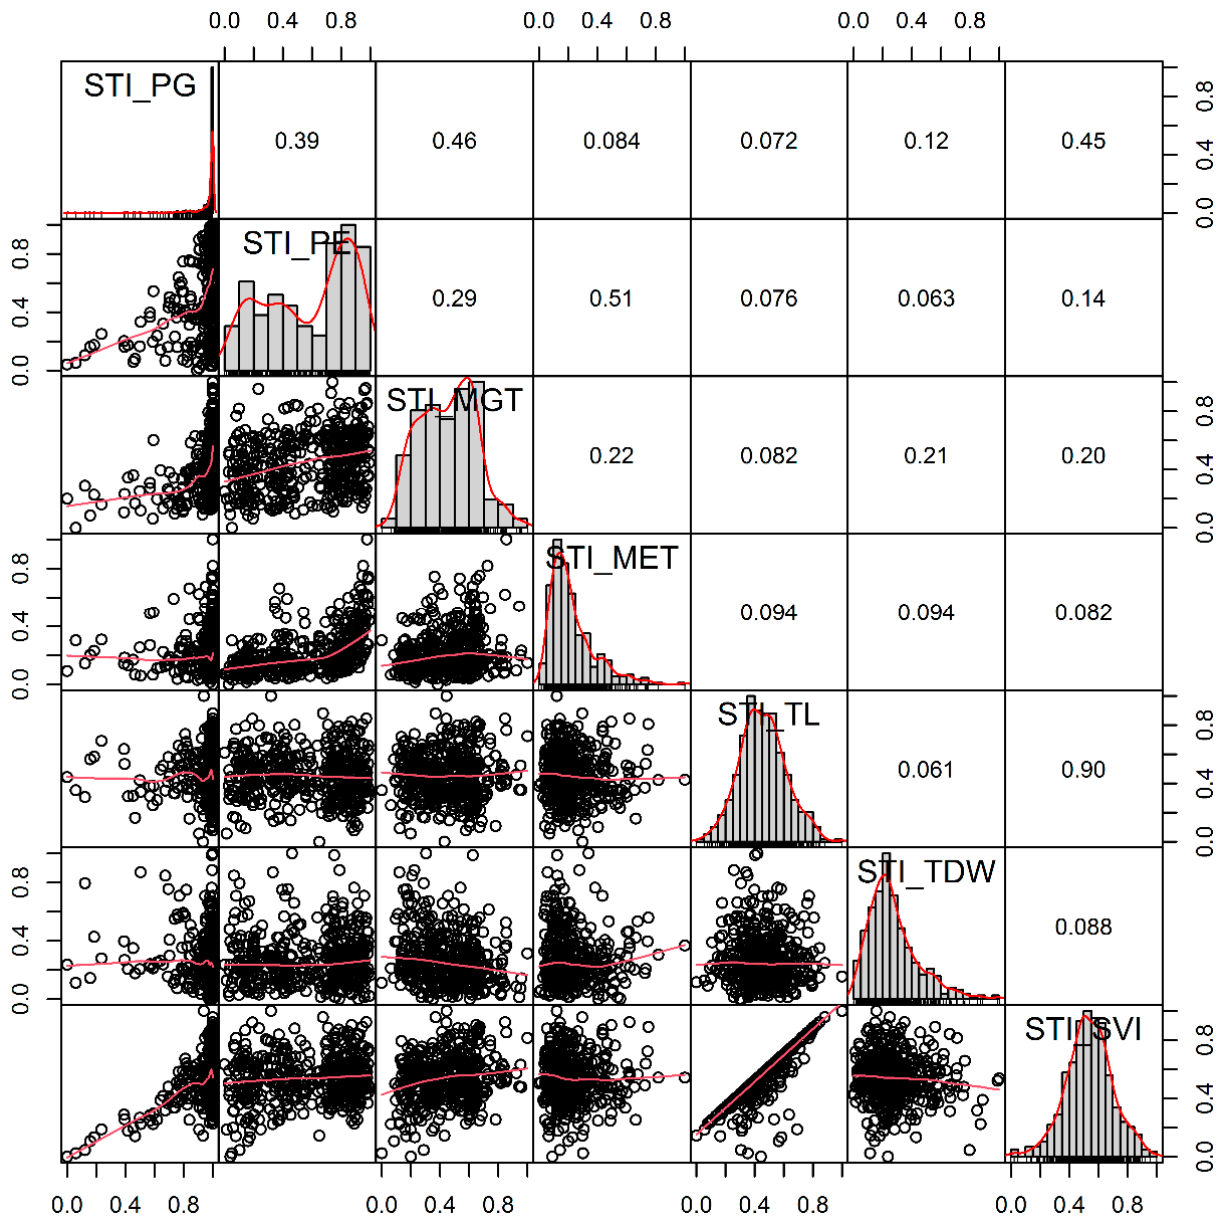 0.0 0.4 0.8 0.0 0.4 0.8 0.0 0.4 0.8
STI_PG 0.39 0.46 0.084 0.072 0.12 0.45 0.0 0.4 0.8
0.0 0.4 0.8 STI_PE 0.29 0.51 0.076 0.063 0.14
STI_MGT 0.22 0.082 0.21 0.20 0.0 0.4 0.8
0.0 0.4 0.8 STI_MET 0.094 0.094 0.082
STI_TL 0.061 0.90 0.0 0.4 0.8
0.0 0.4 0.8 STI_TDW 0.088
STI_SVI 0.0 0.4 0.8
0.0 0.4 0.8 0.0 0.4 0.8 0.0 0.4 0.8 0.0 0.4 0.8